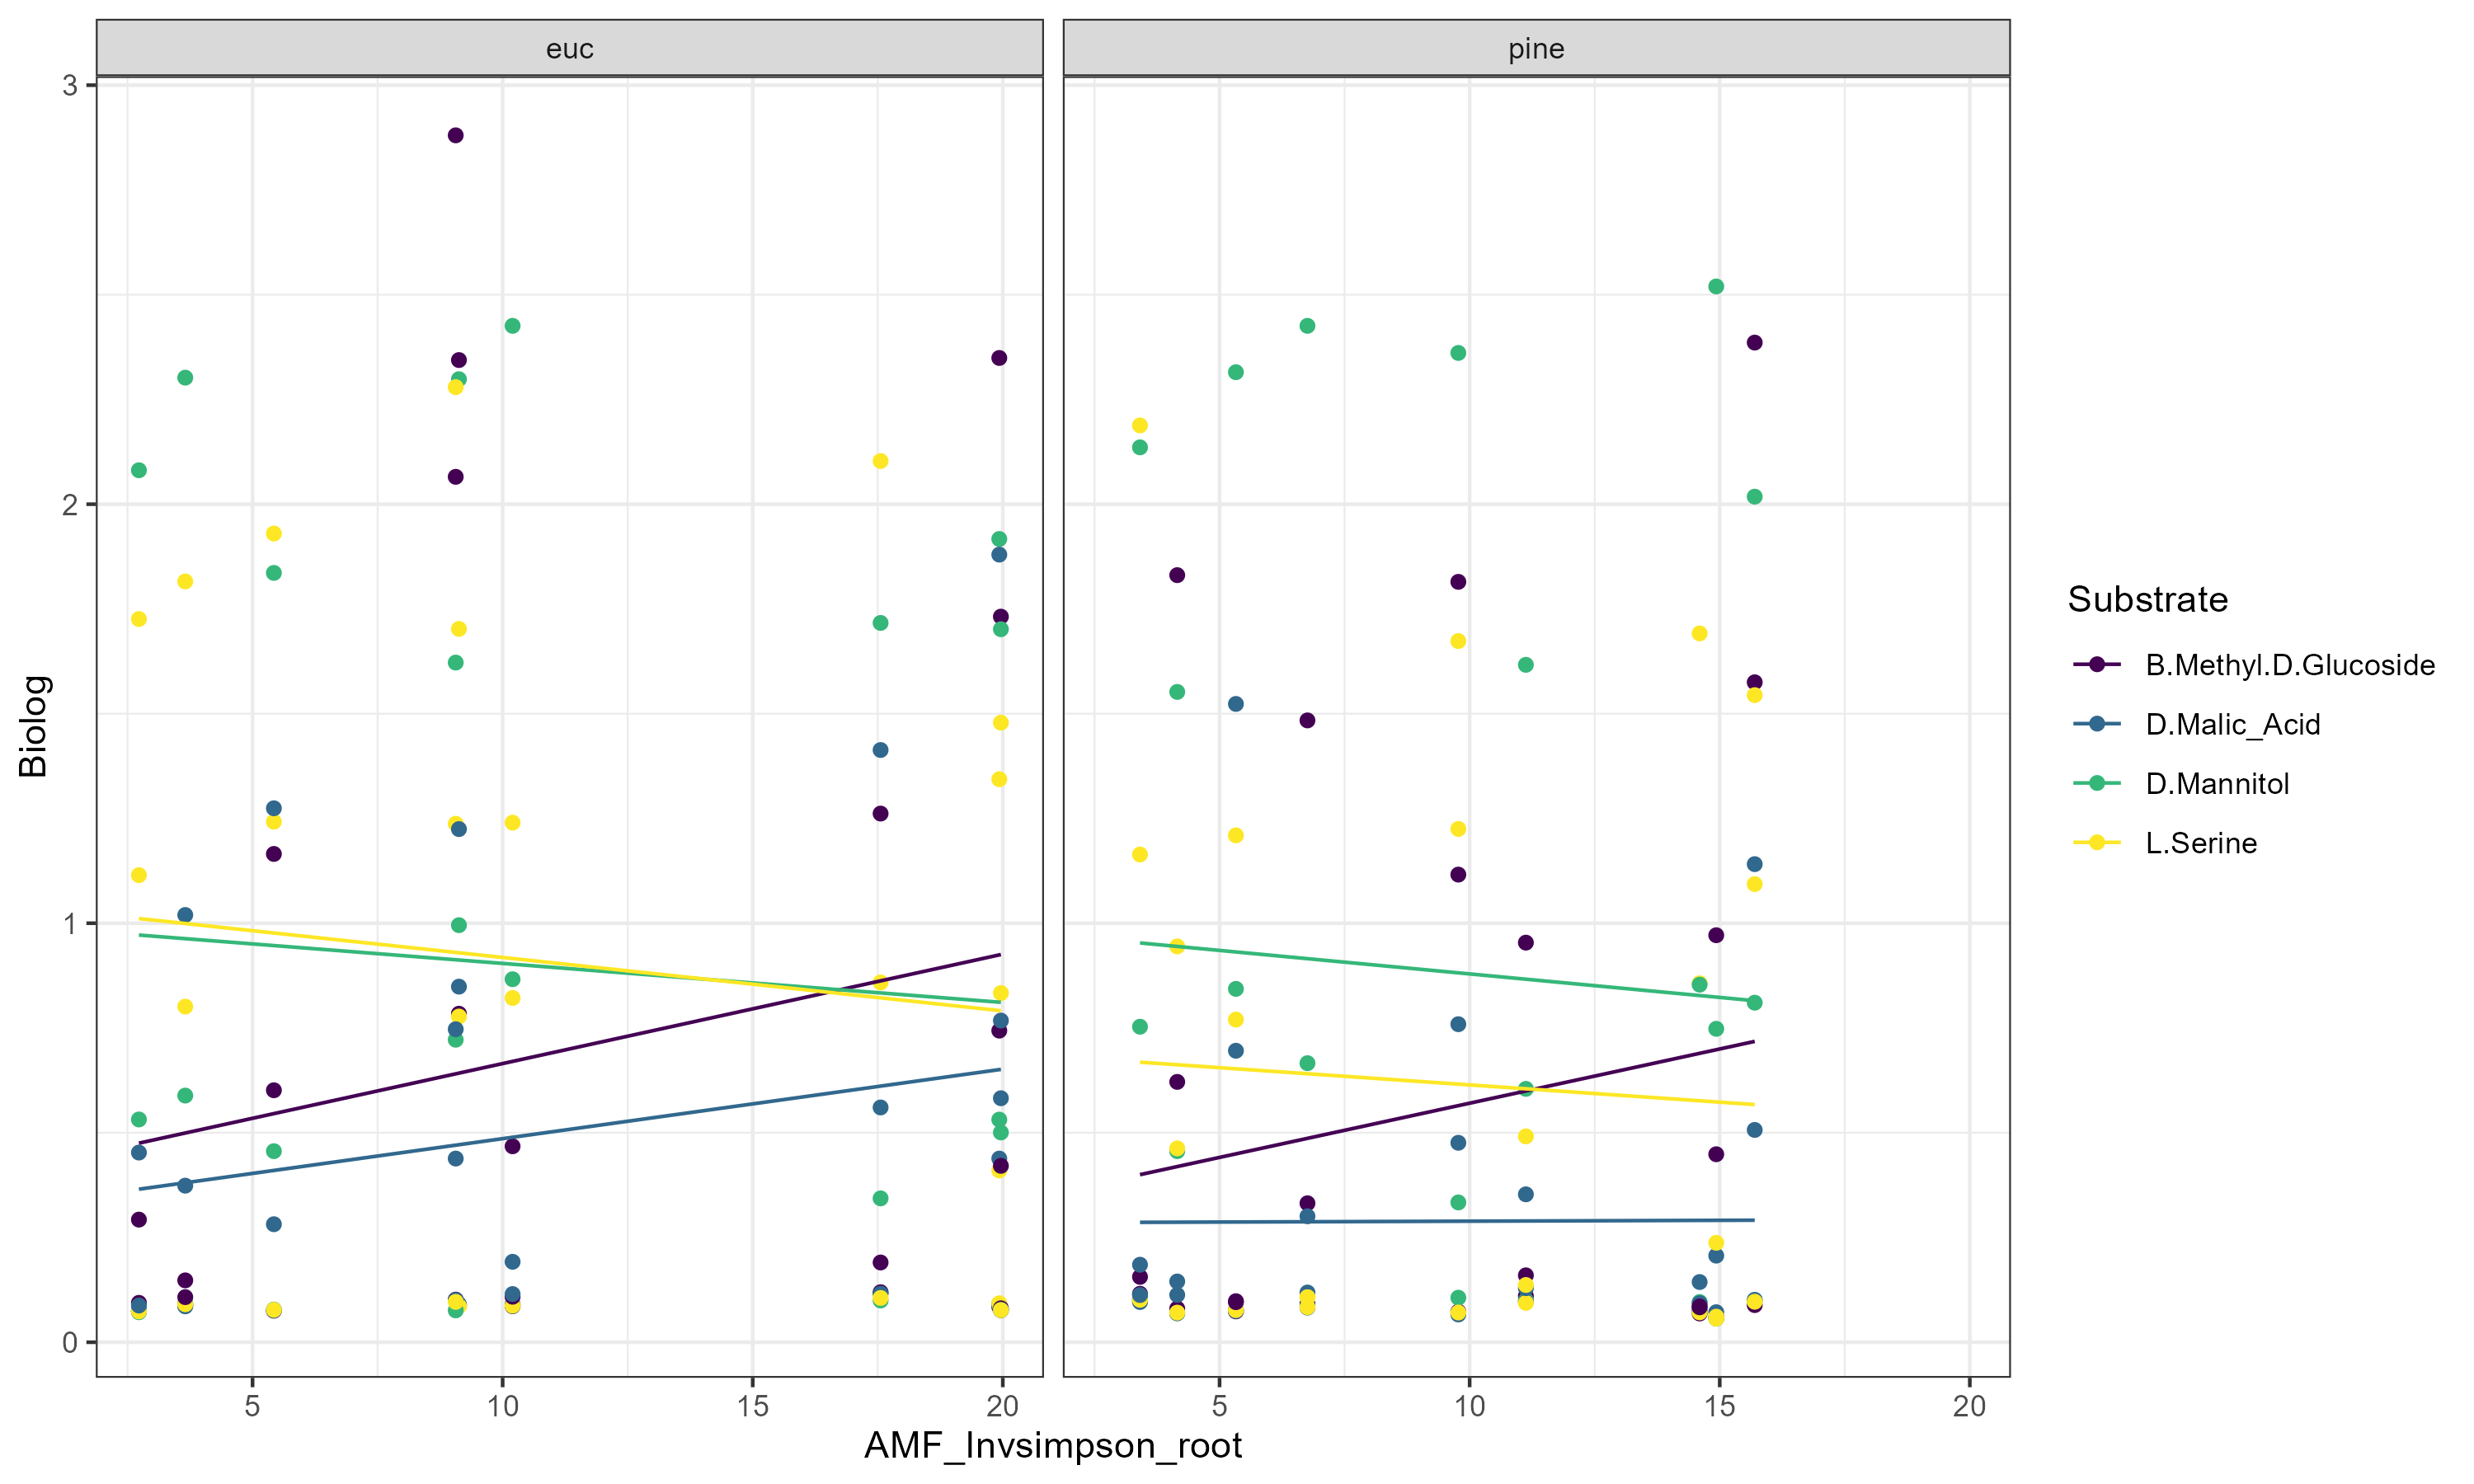 euc
pine
3
2
1
0
Biolog
5 10 15 20
5 10 15 20
AMF_Invsimpson_root
Substrate
B.Methyl.D.Glucoside
D.Malic_Acid
D.Mannitol
L.Serine